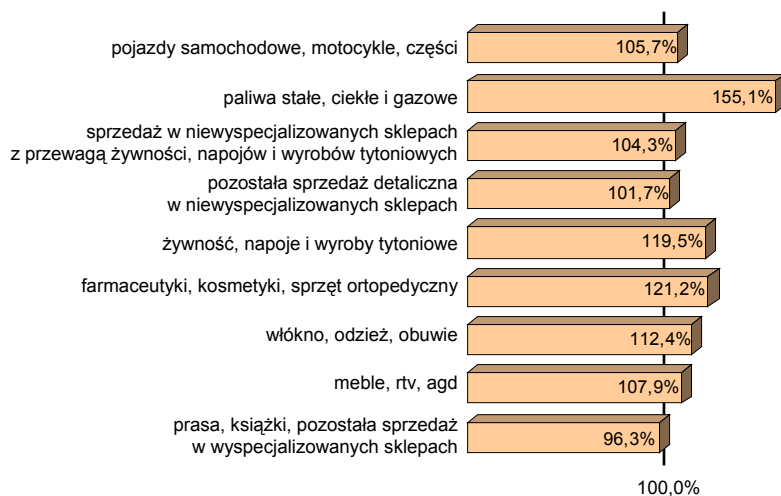 pojazdy samochodowe, motocykle, części
105,7%
paliwa stałe, ciekłe i gazowe
155,1%
sprzedaż w niewyspecjalizowanych sklepach
z przewagą żywności, napojów i wyrobów tytoniowych
104,3%
pozostała sprzedaż detaliczna
w niewyspecjalizowanych sklepach
101,7%
żywność, napoje i wyroby tytoniowe
119,5%
farmaceutyki, kosmetyki, sprzęt ortopedyczny
121,2%
włókno, odzież, obuwie
112,4%
meble, rtv, agd
107,9%
prasa, książki, pozostała sprzedaż
w wyspecjalizowanych sklepach
96,3%
100,0%